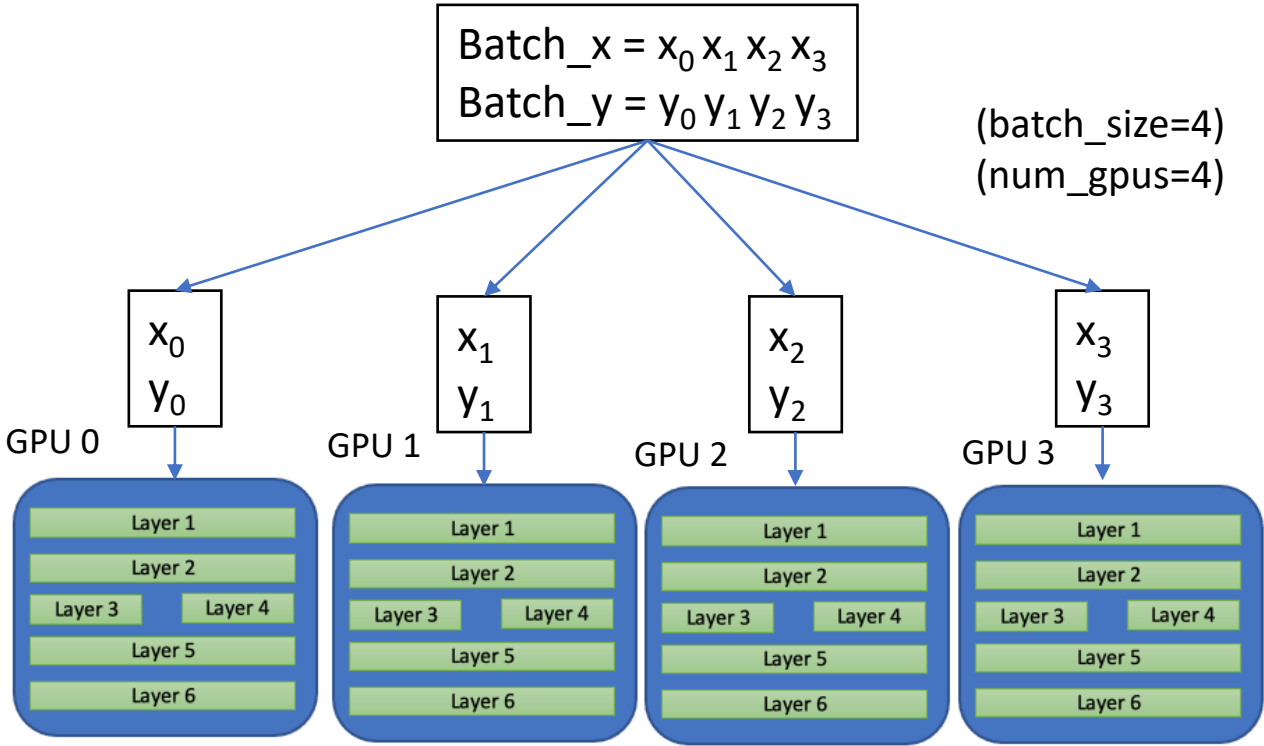 Batch_x = x₀ x₁ x₂ x₃
Batch_y = y₀ y₁ y₂ y₃
(batch_size=4)
(num_gpus=4)
x₀
y₀
x₁
y₁
x₂
y₂
x₃
y₃
GPU 0
GPU 1
GPU 2
GPU 3
Layer 1
Layer 2
Layer 3 Layer 4
Layer 5
Layer 6
Layer 1
Layer 2
Layer 3 Layer 4
Layer 5
Layer 6
Layer 1
Layer 2
Layer 3 Layer 4
Layer 5
Layer 6
Layer 1
Layer 2
Layer 3 Layer 4
Layer 5
Layer 6